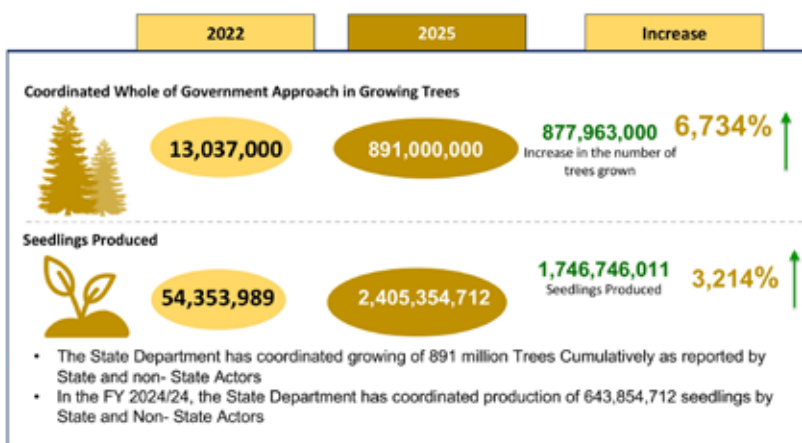 2022 2025 Increase
Coordinated Whole of Government Approach in Growing Trees
13,037,000 891,000,000 877,963,000 6,734%
Increase in the number of
trees grown
Seedlings Produced
54,353,989 2,405,354,712 1,746,746,011 3,214%
Seedlings Produced
• The State Department has coordinated growing of 891 million Trees Cumulatively as reported by
State and non- State Actors
• In the FY 2024/24, the State Department has coordinated production of 643,854,712 seedlings by
State and Non- State Actors